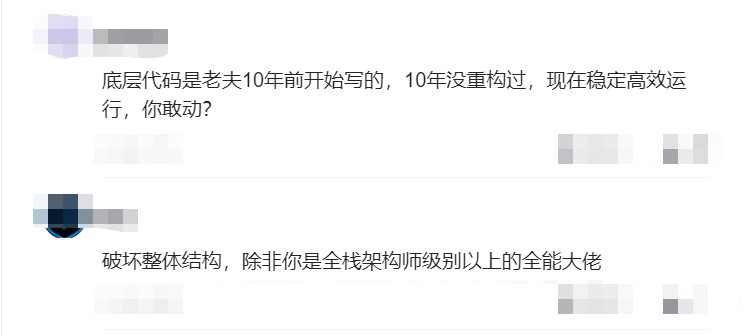 底层代码是老夫10年前开始写的，10年没重构过，现在稳定高效运
行，你敢动？
破坏整体结构，除非你是全栈架构师级别以上的全能大佬